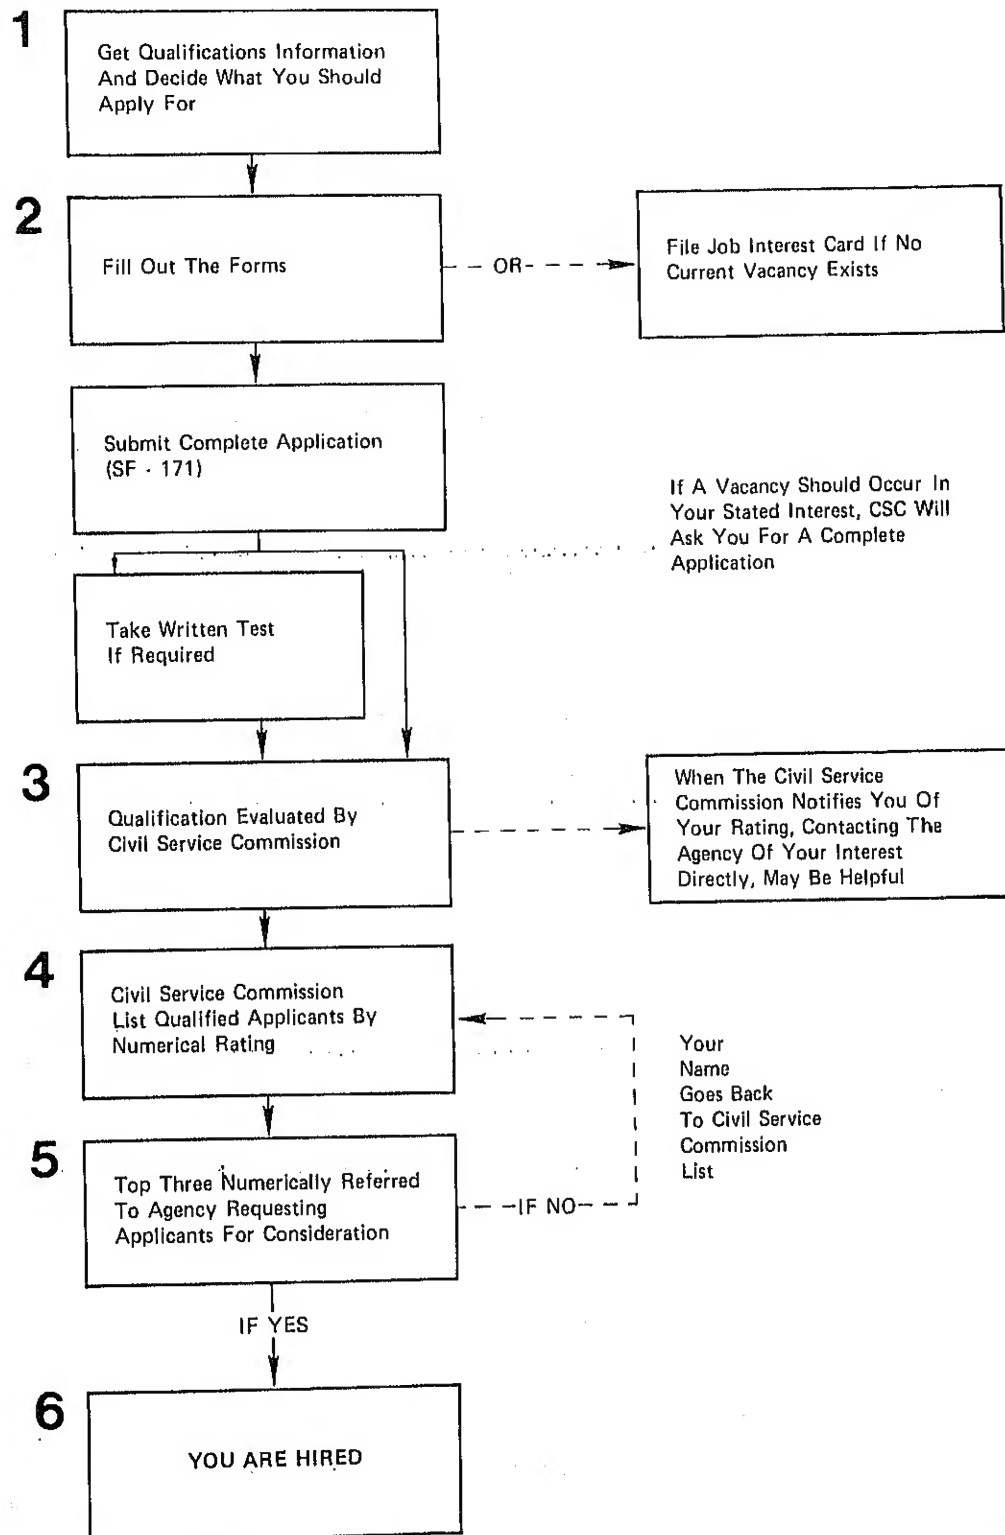 1
Get Qualifications Information
And Decide What You Should
Apply For
2
Fill Out The Forms
OR
File Job Interest Card If No
Current Vacancy Exists
Submit Complete Application
(SF - 171)
If A Vacancy Should Occur In
Your Stated Interest, CSC Will
Ask You For A Complete
Application
Take Written Test
If Required
3
Qualification Evaluated By
Civil Service Commission
When The Civil Service
Commission Notifies You Of
Your Rating, Contacting The
Agency Of Your Interest
Directly, May Be Helpful
4
Civil Service Commission
List Qualified Applicants By
Numerical Rating
Your
Name
Goes Back
To Civil Service
Commission
List
5
Top Three Numerically Referred
To Agency Requesting
Applicants For Consideration
IF NO
IF YES
6
YOU ARE HIRED